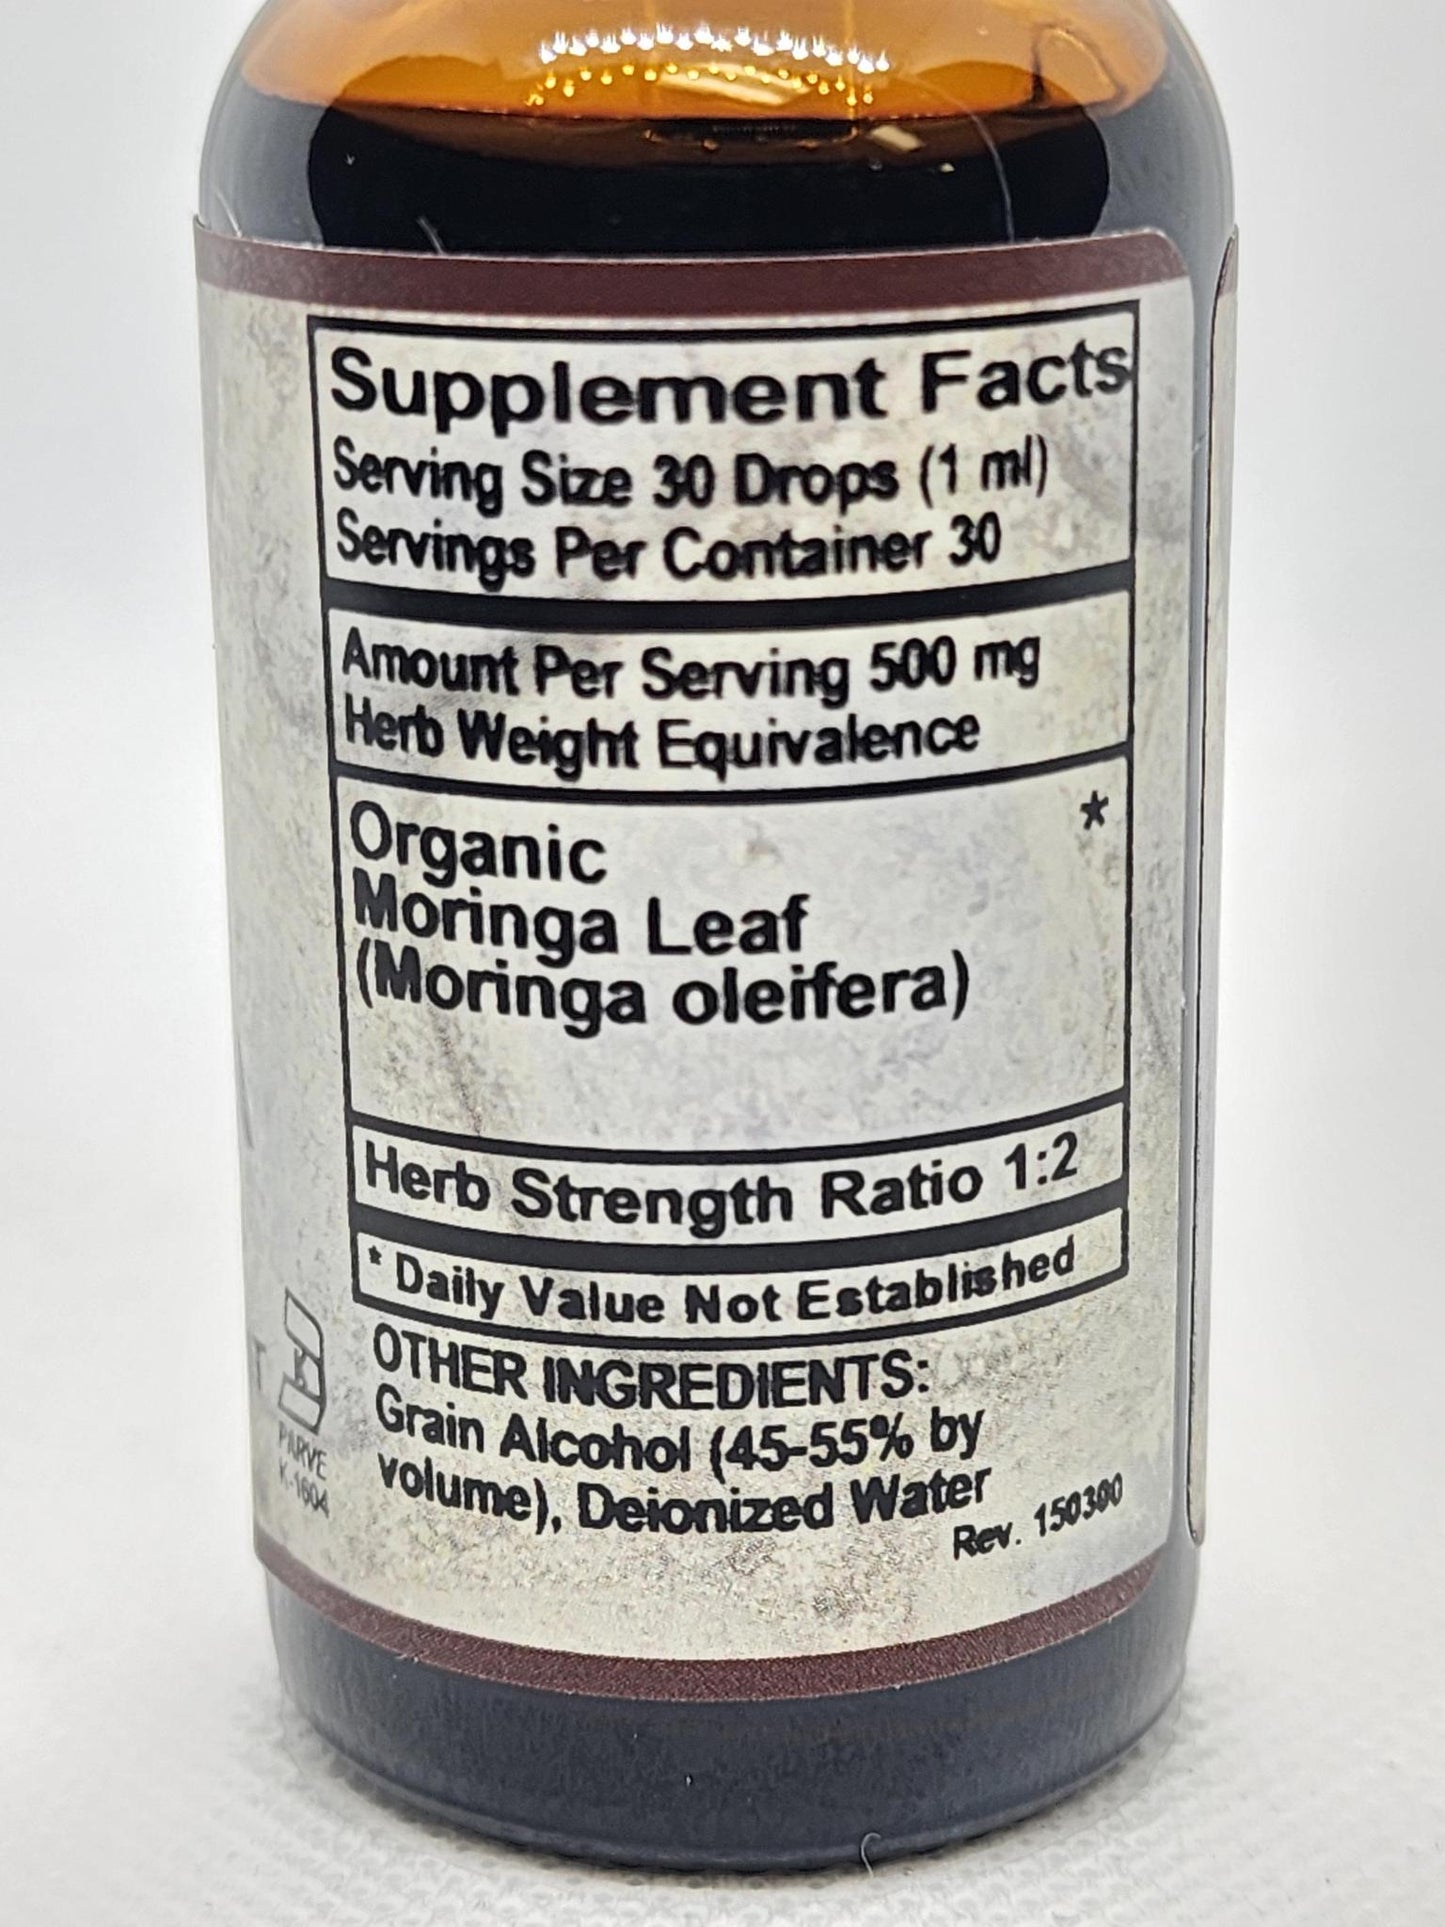 Supplement Facts
Serving Size 30 Drops (1 ml)
Servings Per Container 30
Amount Per Serving 500 mg
Herb Weight Equivalence
Organic *
Moringa Leaf
(Moringa oleifera)
Herb Strength Ratio 1:2
* Daily Value Not Established
OTHER INGREDIENTS:
Grain Alcohol (45-55% by
volume), Deionized Water
Rev.
T
K
PARVE
K-1604